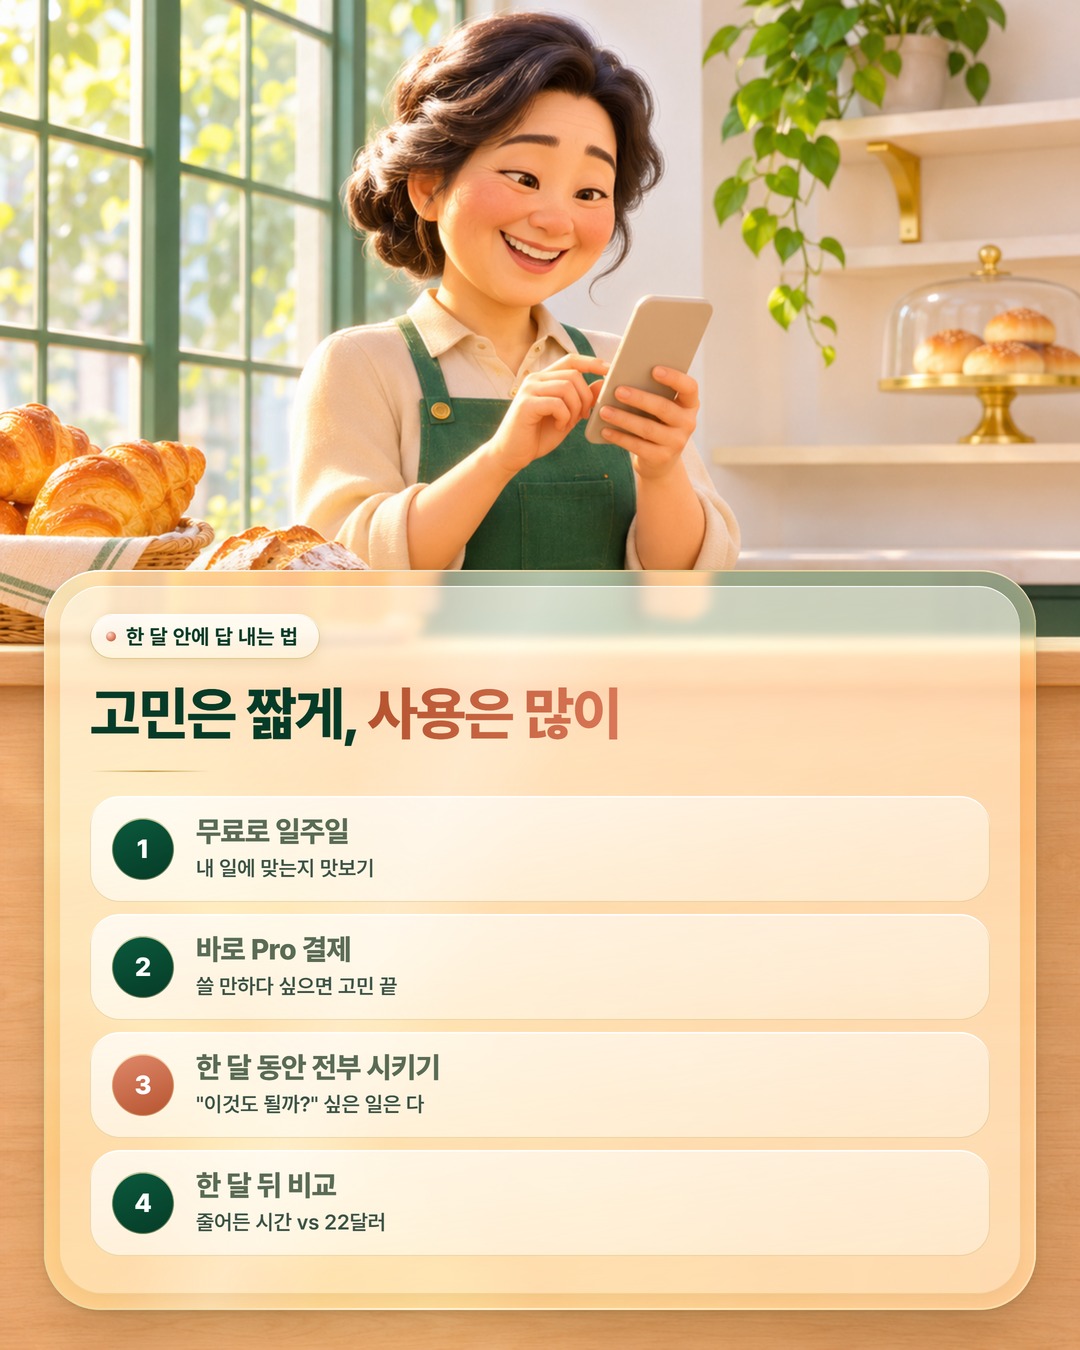 한 달 안에 답 내는 법
고민은 짧게, 사용은 많이
1
무료로 일주일
내 일에 맞는지 맛보기
2
바로 Pro 결제
쓸 만하다 싶으면 고민 끝
3
한 달 동안 전부 시키기
"이것도 될까?" 싶은 일은 다
4
한 달 뒤 비교
줄어든 시간 vs 22달러